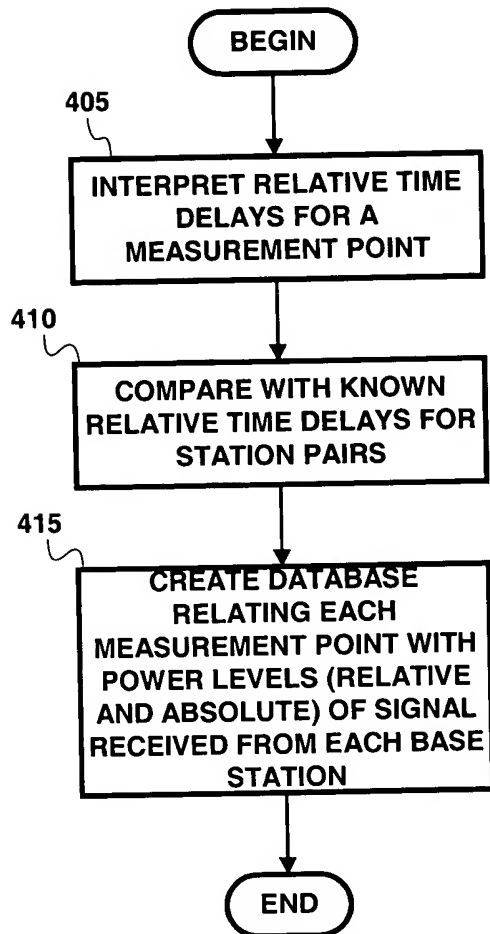 BEGIN
405
INTERPRET RELATIVE TIME
DELAYS FOR A
MEASUREMENT POINT
410
COMPARE WITH KNOWN
RELATIVE TIME DELAYS FOR
STATION PAIRS
415
CREATE DATABASE
RELATING EACH
MEASUREMENT POINT WITH
POWER LEVELS (RELATIVE
AND ABSOLUTE) OF SIGNAL
RECEIVED FROM EACH BASE
STATION
END